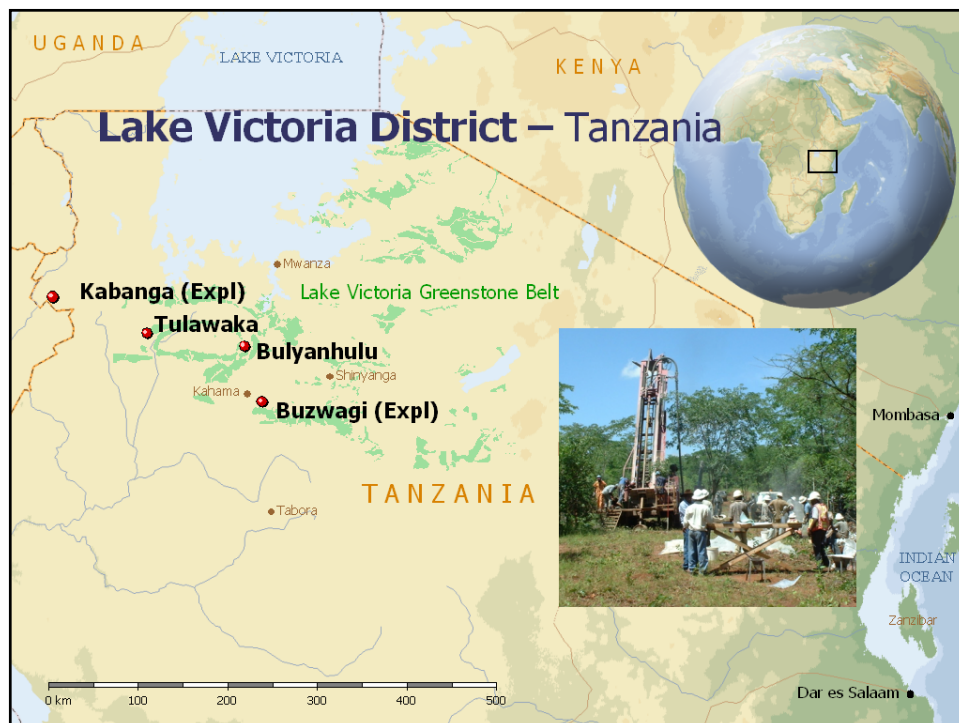 UGANDA
LAKE VICTORIA
KENYA
Lake Victoria District – Tanzania
Mwanza
Kabanga (Expl)
Lake Victoria Greenstone Belt
Tulawaka
Bulyanhulu
Shinyanga
Kahama
Buzwagi (Expl)
Mombasa
TANZANIA
Tabora
INDIAN
OCEAN
Zanzibar
0 km 100 200 300 400 500
Dar es Salaam